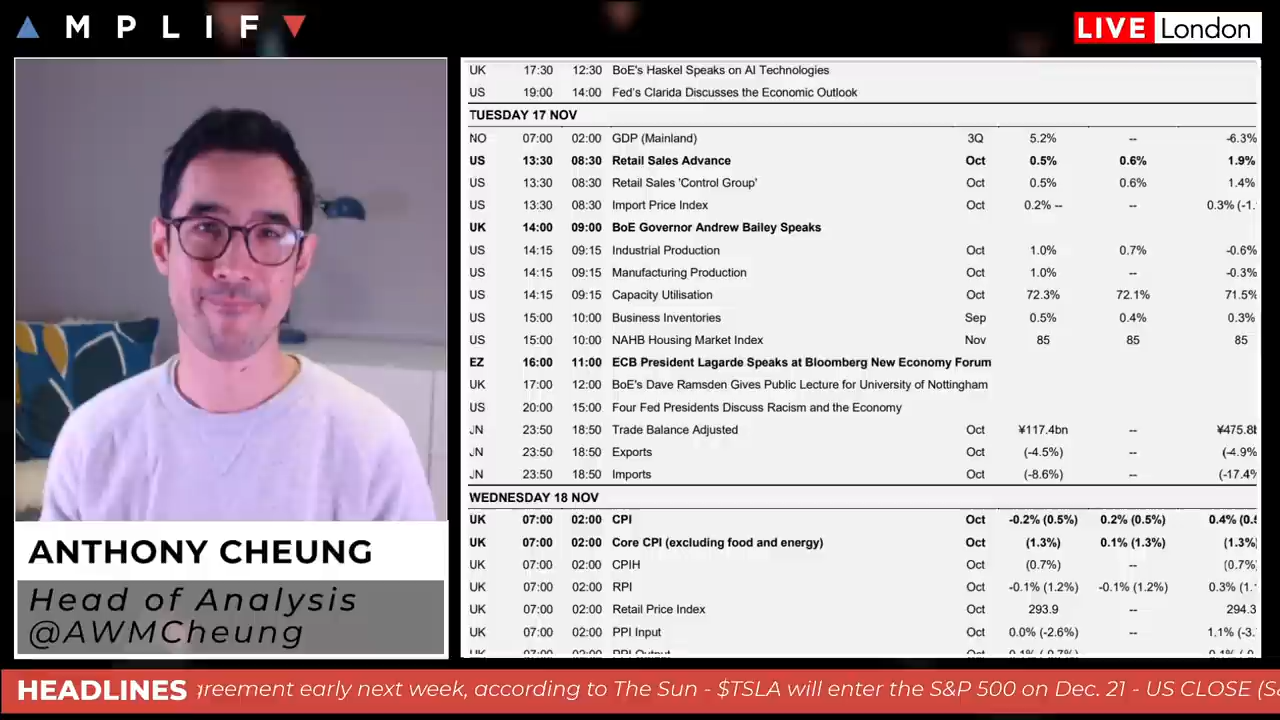 AMPLIFY
LIVE London
UK 17:30 12:30 BoE's Haskel Speaks on AI Technologies
US 19:00 14:00 Fed's Clarida Discusses the Economic Outlook
TUESDAY 17 NOV
NO 07:00 02:00 GDP (Mainland) 3Q 5.2% -- -6.3%
US 13:30 08:30 Retail Sales Advance Oct 0.5% 0.6% 1.9%
US 13:30 08:30 Retail Sales 'Control Group' Oct 0.5% 0.6% 1.4%
US 13:30 08:30 Import Price Index Oct 0.2% -- -- 0.3% (-1.
UK 14:00 09:00 BoE Governor Andrew Bailey Speaks
US 14:15 09:15 Industrial Production Oct 1.0% 0.7% -0.6%
US 14:15 09:15 Manufacturing Production Oct 1.0% -- -0.3%
US 14:15 09:15 Capacity Utilisation Oct 72.3% 72.1% 71.5%
US 15:00 10:00 Business Inventories Sep 0.5% 0.4% 0.3%
US 15:00 10:00 NAHB Housing Market Index Nov 85 85 85
EZ 16:00 11:00 ECB President Lagarde Speaks at Bloomberg New Economy Forum
UK 17:00 12:00 BoE's Dave Ramsden Gives Public Lecture for University of Nottingham
US 20:00 15:00 Four Fed Presidents Discuss Racism and the Economy
JN 23:50 18:50 Trade Balance Adjusted Oct ¥117.4bn -- ¥475.8b
JN 23:50 18:50 Exports Oct (-4.5%) -- (-4.9%
JN 23:50 18:50 Imports Oct (-8.6%) -- (-17.4%
WEDNESDAY 18 NOV
UK 07:00 02:00 CPI Oct -0.2% (0.5%) 0.2% (0.5%) 0.4% (0.5
UK 07:00 02:00 Core CPI (excluding food and energy) Oct (1.3%) 0.1% (1.3%) (1.3%)
UK 07:00 02:00 CPIH Oct (0.7%) -- (0.7%)
UK 07:00 02:00 RPI Oct -0.1% (1.2%) -0.1% (1.2%) 0.3% (1.
UK 07:00 02:00 Retail Price Index Oct 293.9 -- 294.3
UK 07:00 02:00 PPI Input Oct 0.0% (-2.6%) -- 1.1% (-3.
ANTHONY CHEUNG
Head of Analysis
@AWMCheung
HEADLINES greement early next week, according to The Sun - $TSLA will enter the S&P 500 on Dec. 21 - US CLOSE (S&